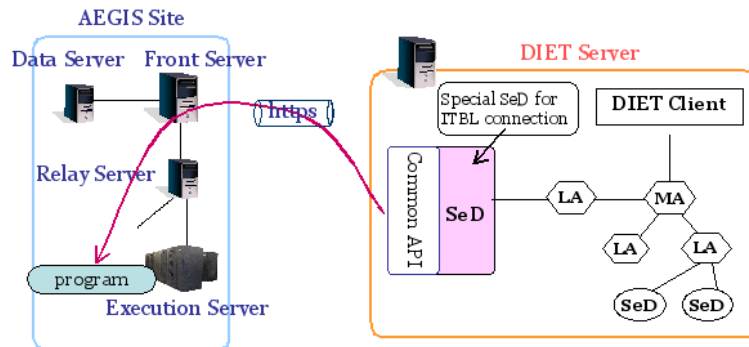 AEGIS Site
Data Server
Front Server
https
Relay Server
program
Execution Server
DIET Server
Special SeD for
ITBL connection
DIET Client
Common API
SeD
LA
MA
LA
LA
SeD
SeD